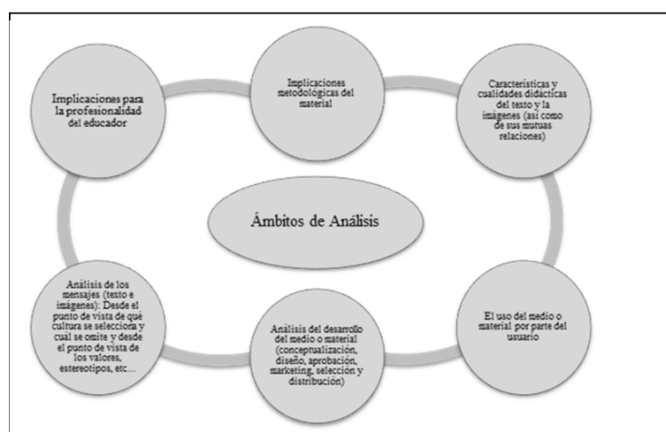 Implicaciones para
la profesionalidad
del educador
Implicaciones
metodológicas del
material
Características y
cualidades didácticas
del texto y la
imágenes (así como
de sus mutuas
relaciones)
Ámbitos de Análisis
Análisis de los
mensajes (texto e
imágenes): Desde el
punto de vista de qué
cultura se selecciona y
cuál se omite y desde
el punto de vista de
los valores,
estereotipos, etc...
Análisis del desarrollo
del medio o material
(conceptualización,
diseño, aprobación,
marketing, selección y
distribución)
El uso del medio o
material por parte del
usuario